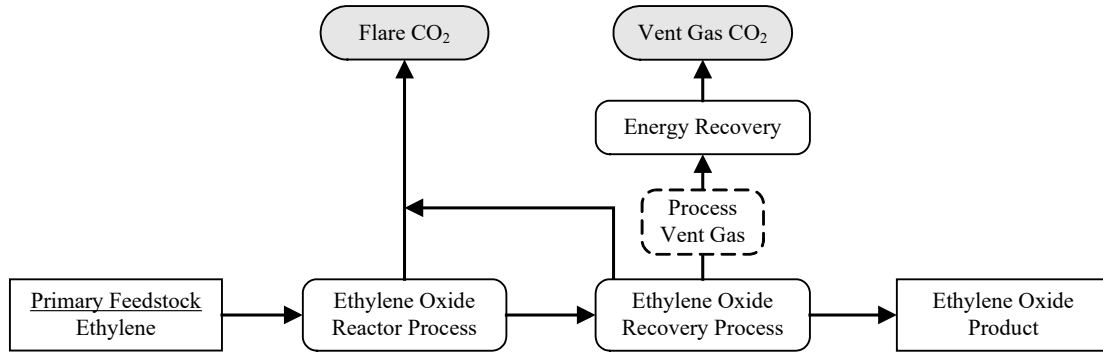 Flare CO₂
Vent Gas CO₂
Energy Recovery
Process
Vent Gas
Primary Feedstock
Ethylene
Ethylene Oxide
Reactor Process
Ethylene Oxide
Recovery Process
Ethylene Oxide
Product